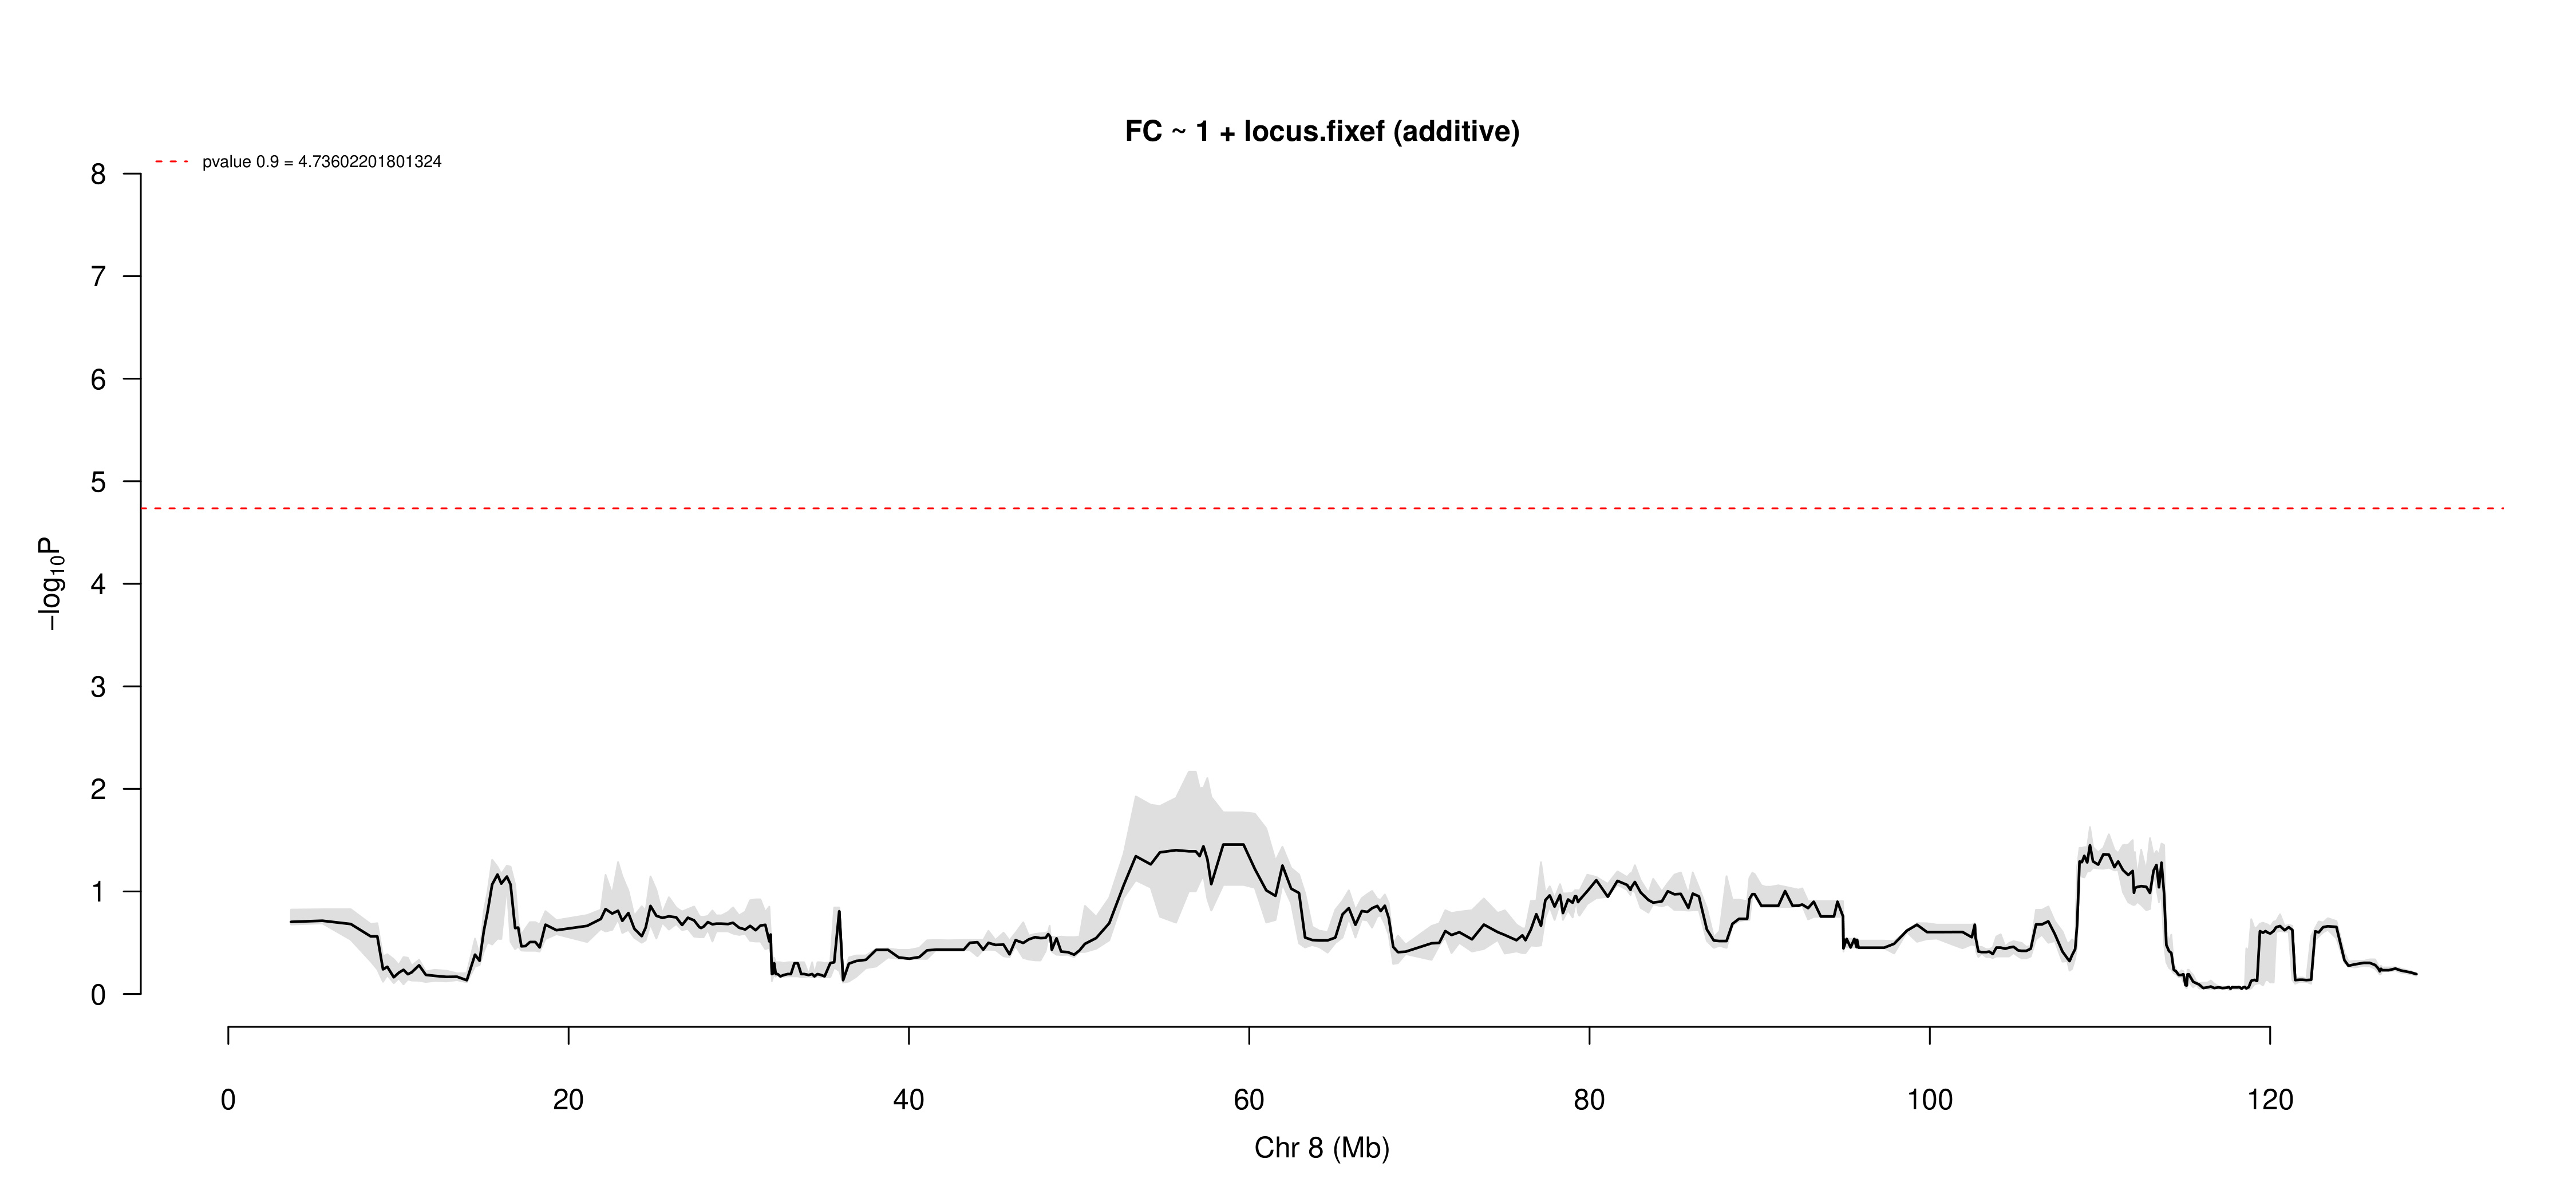 FC ~ 1 + locus.fixef (additive)
pvalue 0.9 = 4.73602201801324
8
7
6
5
4
3
2
1
0
−log10P
0 20 40 60 80 100 120
Chr 8 (Mb)